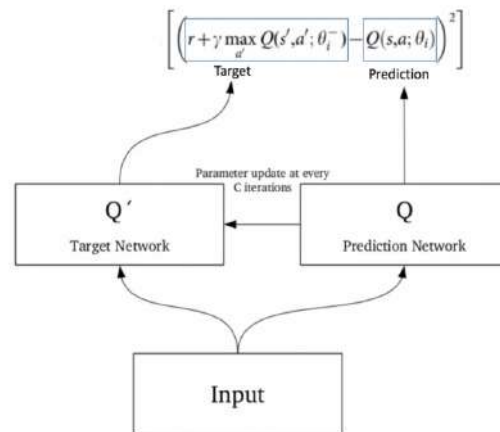 [(r + γ max Q(s′,a′; θᵢ⁻) − Q(s,a; θᵢ))²]
a′
Target Prediction
Parameter update at every
C iterations
Q′ Q
Target Network Prediction Network
Input